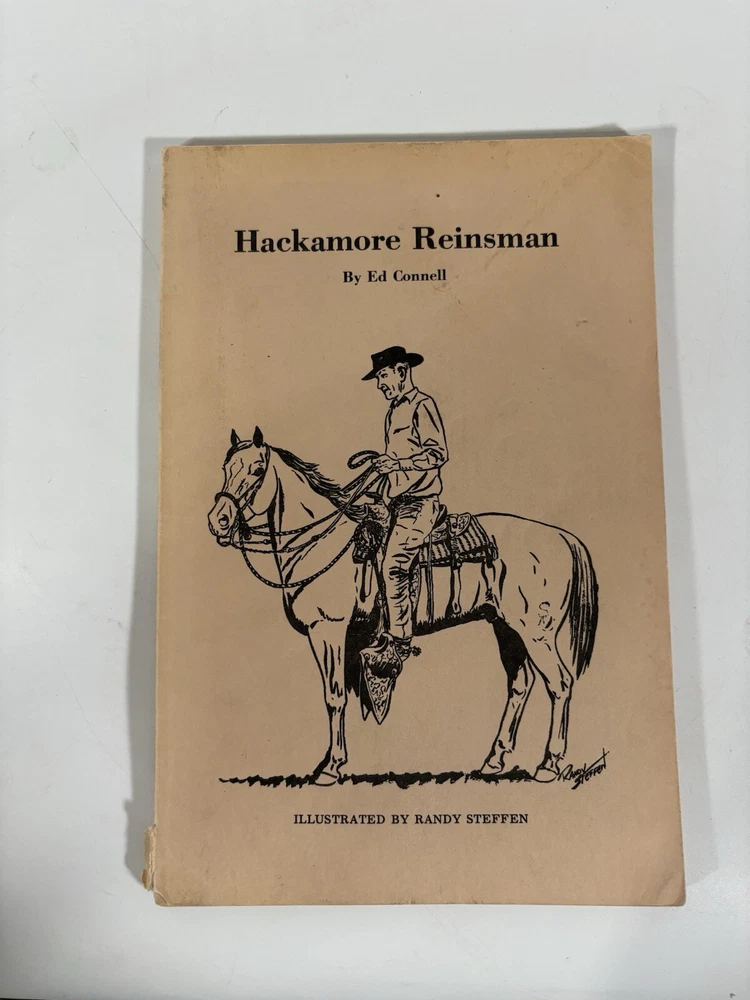 Hackamore Reinsman
By Ed Connell
RANDY
STEFFEN
ILLUSTRATED BY RANDY STEFFEN